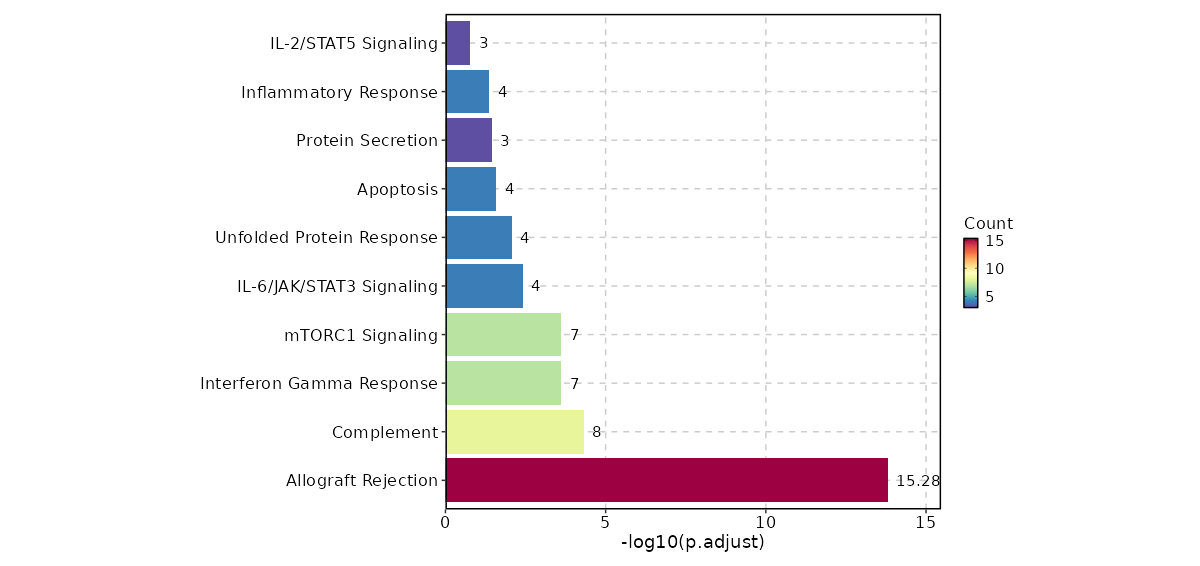 IL-2/STAT5 Signaling 3
Inflammatory Response 4
Protein Secretion 3
Apoptosis 4
Unfolded Protein Response 4
IL-6/JAK/STAT3 Signaling 4
mTORC1 Signaling 7
Interferon Gamma Response 7
Complement 8
Allograft Rejection 15.28
0 5 10 15
-log10(p.adjust)
Count
15
10
5